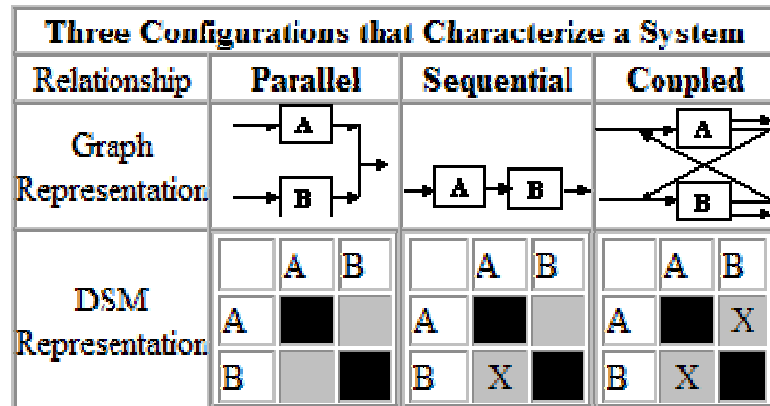 Three Configurations that Characterize a System
Relationship Parallel Sequential Coupled
Graph
Representation
A
B
A B
A
B
DSM
Representation
A B
A
B
A B
A
B X
A B
A X
B X